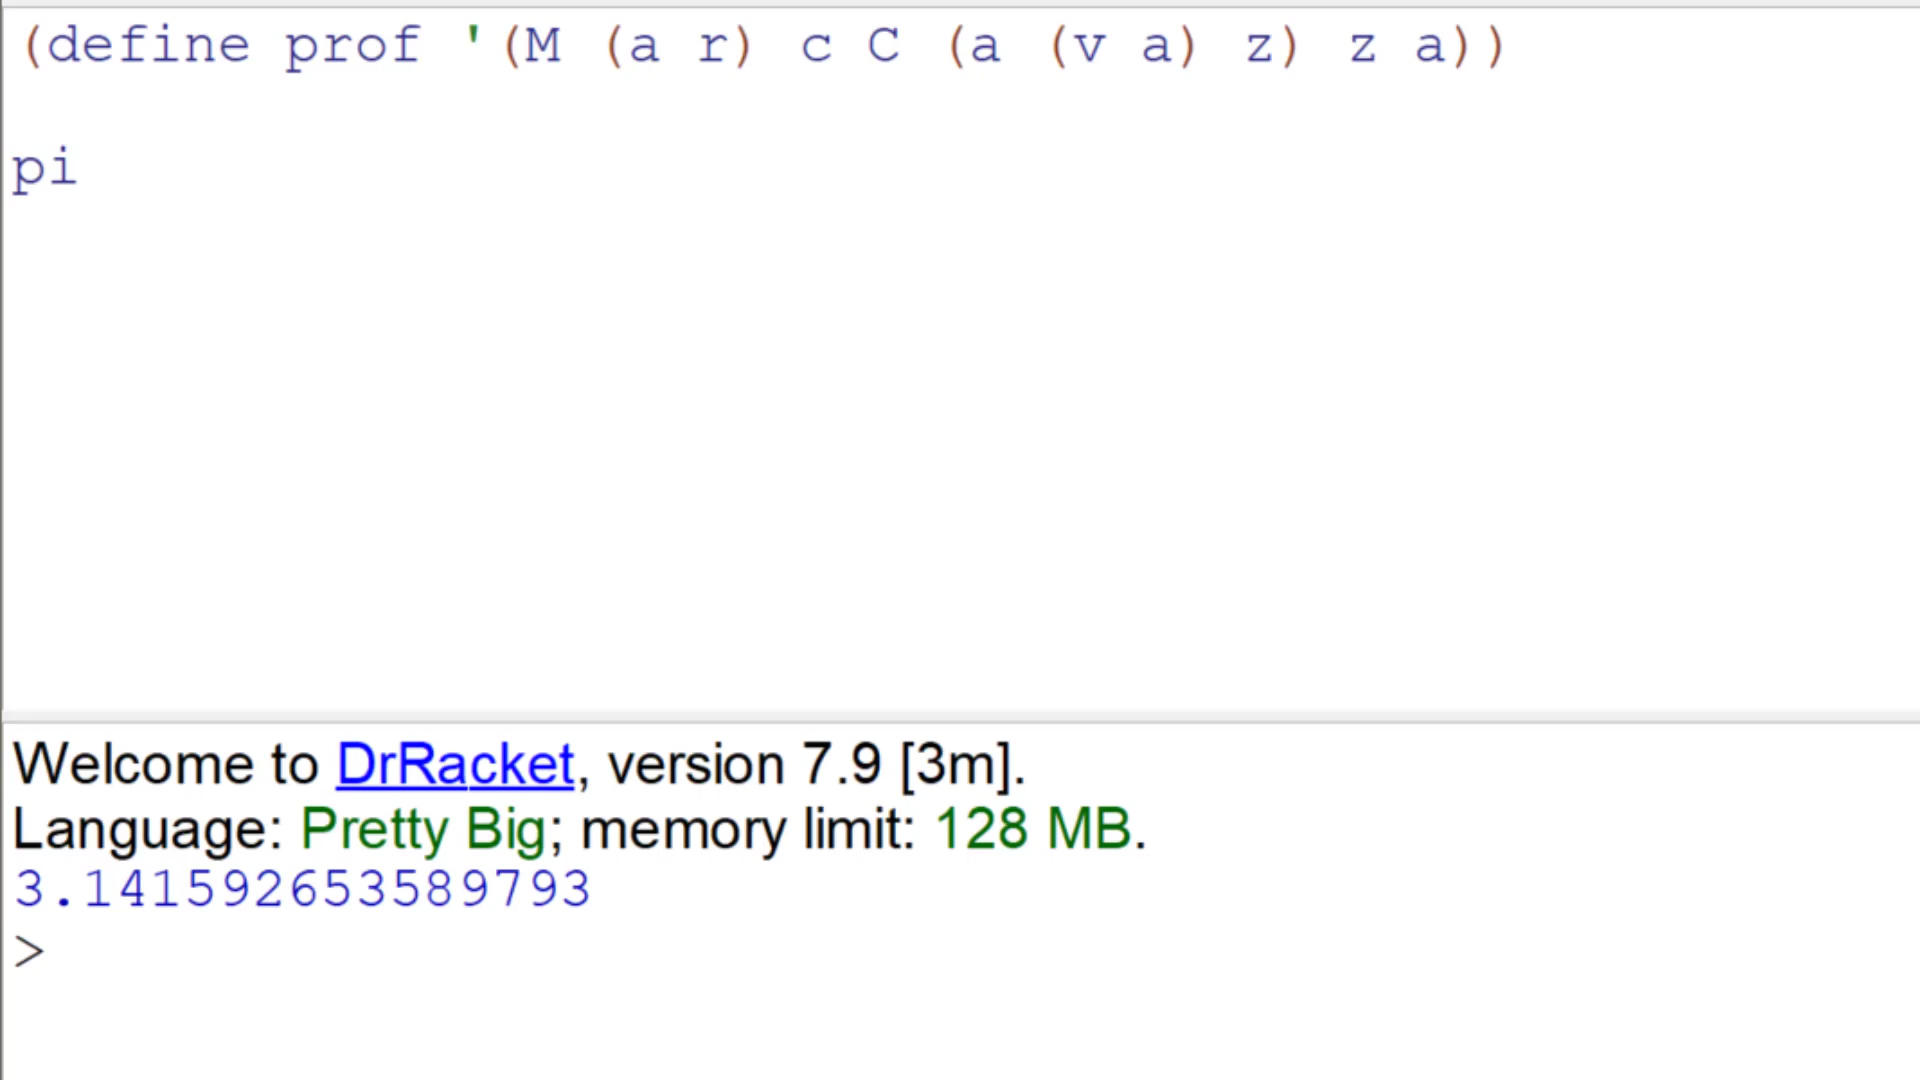 (define prof '(M (a r) c C (a (v a) z) z a))
pi
Welcome to DrRacket, version 7.9 [3m].
Language: Pretty Big; memory limit: 128 MB.
3.141592653589793
>